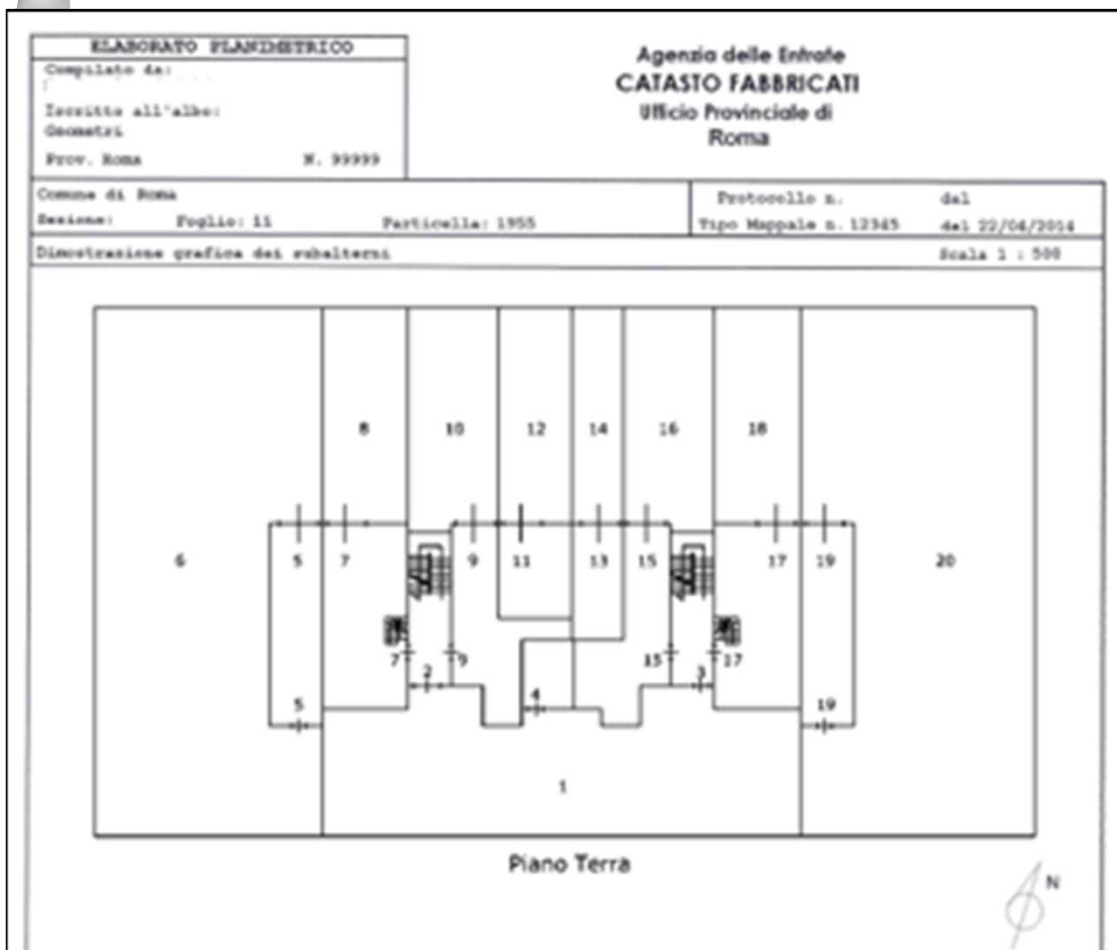 ELABORATO PLANIMETRICO
Compilato da:
Iscritto all'albo:
Geometri
Prov. Roma N. 99999
Agenzia delle Entrate
CATASTO FABBRICATI
Ufficio Provinciale di
Roma
Comune di Roma
Sezione: Foglio: 11 Particella: 1955
Protocollo n. del
Tipo Mappale n. 12345 del 22/04/2014
Dimostrazione grafica dei subalterni Scala 1 : 500
8 10 12 14 16 18
6 5 7 9 11 13 15 17 19 20
7 9 15 17
2 3
5 4 19
1
Piano Terra
N